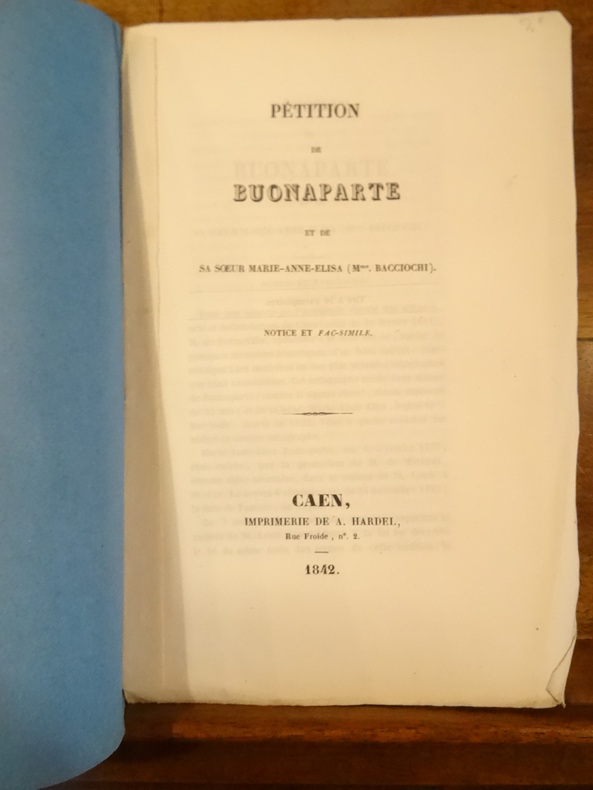 PÉTITION
DE
BUONAPARTE
ET DE
SA SŒUR MARIE-ANNE-ELISA (Mme. BACCIOCHI).
NOTICE ET FAC-SIMILE.
CAEN,
IMPRIMERIE DE A. HARDEL,
Rue Froide, nº. 2.
1842.